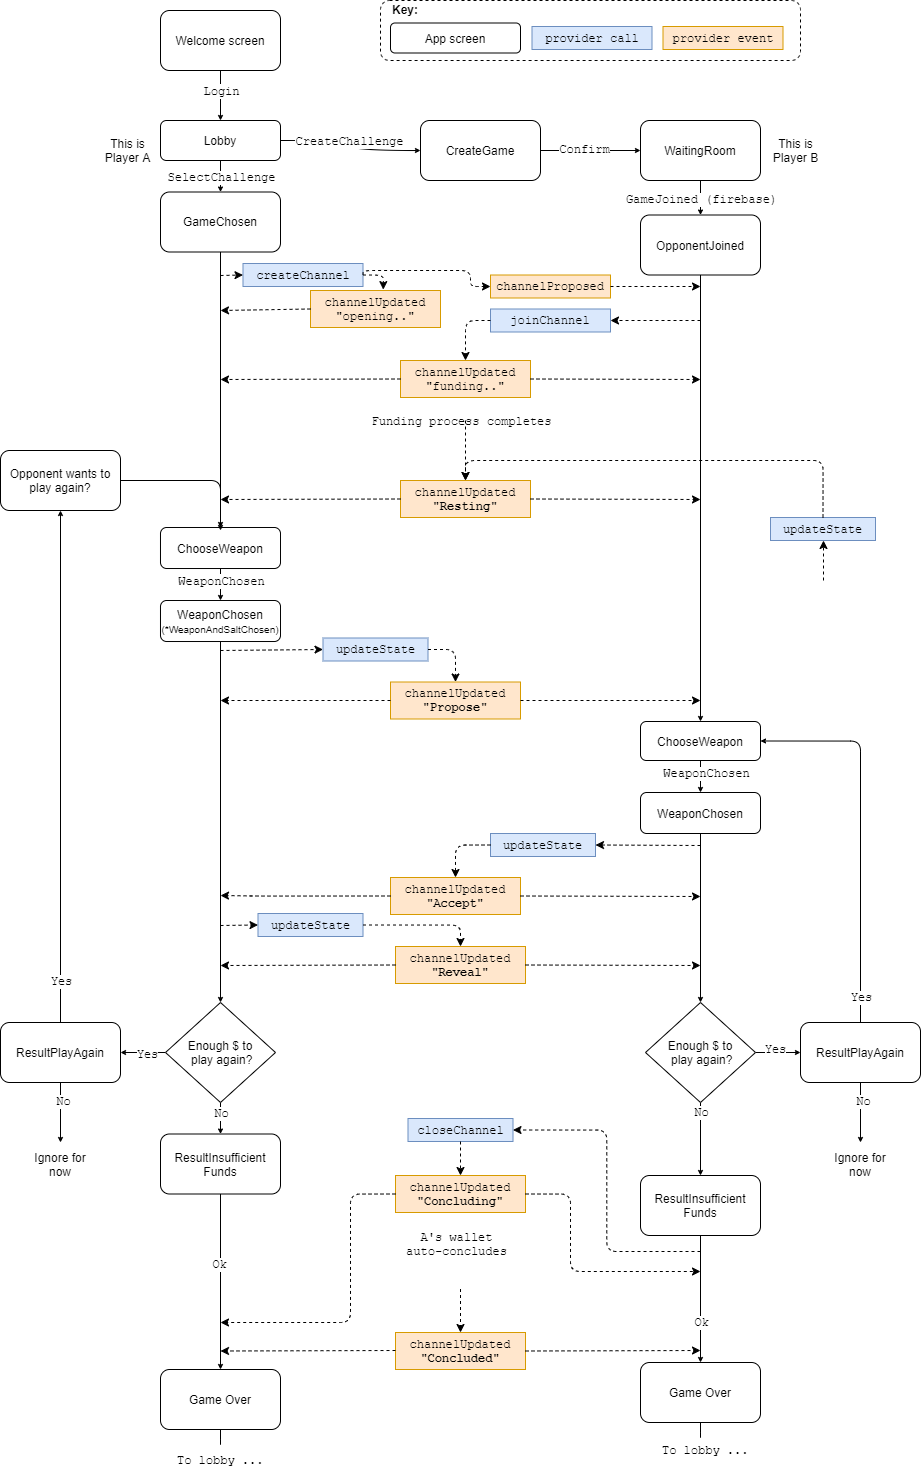 Key:
Welcome screen
App screen
provider call
provider event
Login
This is
Player A
Lobby
CreateChallenge
CreateGame
Confirm
WaitingRoom
This is
Player B
SelectChallenge
GameJoined (firebase)
GameChosen
OpponentJoined
createChannel
channelProposed
channelUpdated
"opening.."
joinChannel
channelUpdated
"funding.."
Funding process completes
Opponent wants to
play again?
channelUpdated
"Resting"
updateState
ChooseWeapon
WeaponChosen
WeaponChosen
(*WeaponAndSaltChosen)
updateState
channelUpdated
"Propose"
ChooseWeapon
WeaponChosen
WeaponChosen
updateState
channelUpdated
"Accept"
updateState
channelUpdated
"Reveal"
Yes
Yes
ResultPlayAgain
Yes
Enough $ to
play again?
Enough $ to
play again?
Yes
ResultPlayAgain
No
No
No
No
closeChannel
Ignore for
now
ResultInsufficient
Funds
Ignore for
now
channelUpdated
"Concluding"
ResultInsufficient
Funds
A's wallet
auto-concludes
Ok
Ok
channelUpdated
"Concluded"
Game Over
Game Over
To lobby ...
To lobby ...